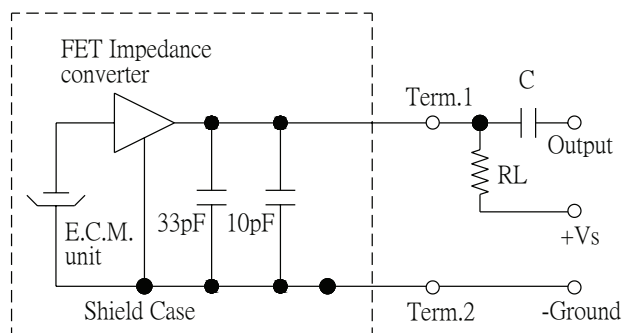 FET Impedance
converter
Term.1
C
Output
RL
33pF
10pF
+Vs
E.C.M.
unit
Shield Case
Term.2
-Ground